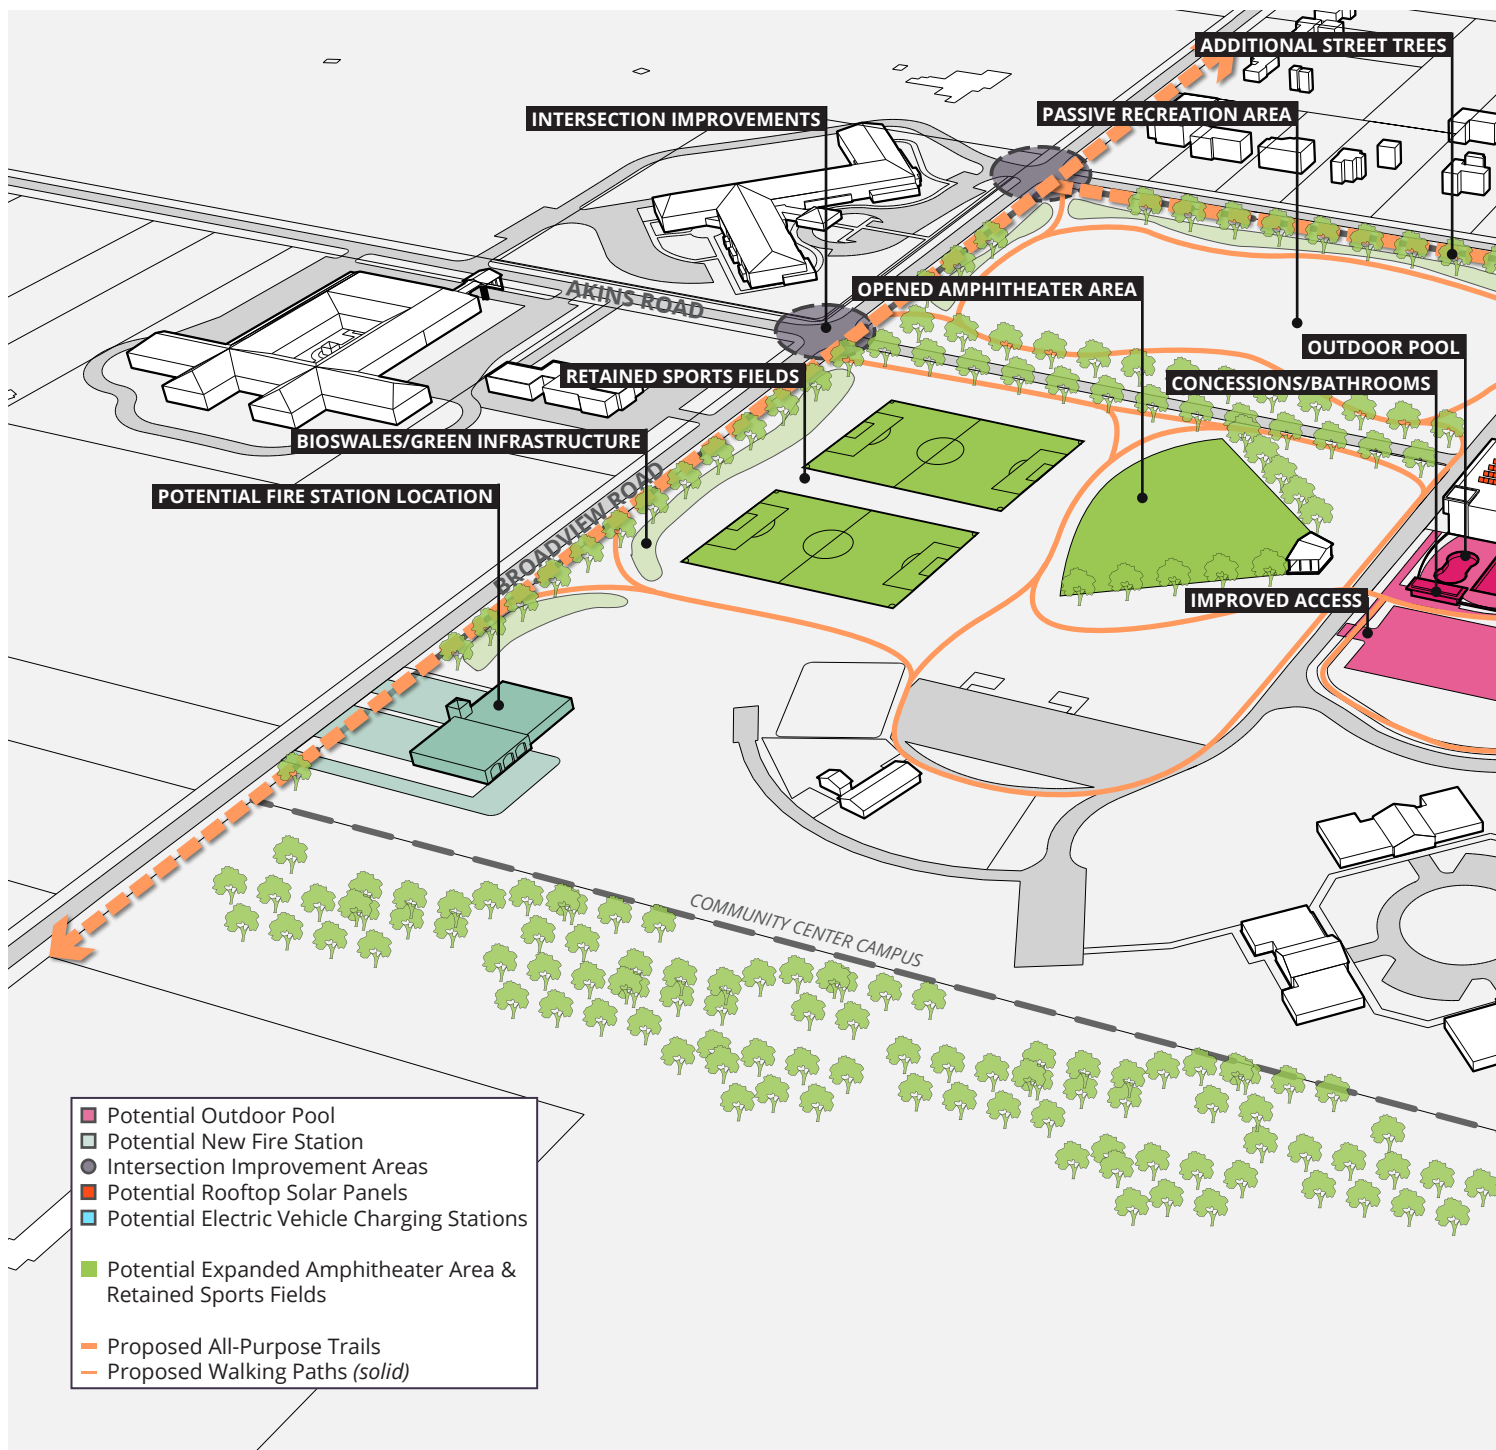 ADDITIONAL STREET TREES
PASSIVE RECREATION AREA
INTERSECTION IMPROVEMENTS
OPENED AMPHITHEATER AREA
AKINS ROAD
OUTDOOR POOL
RETAINED SPORTS FIELDS
CONCESSIONS/BATHROOMS
BIOSWALES/GREEN INFRASTRUCTURE
POTENTIAL FIRE STATION LOCATION
BROADVIEW ROAD
IMPROVED ACCESS
COMMUNITY CENTER CAMPUS
Potential Outdoor Pool
Potential New Fire Station
Intersection Improvement Areas
Potential Rooftop Solar Panels
Potential Electric Vehicle Charging Stations
Potential Expanded Amphitheater Area &
Retained Sports Fields
Proposed All-Purpose Trails
Proposed Walking Paths (solid)